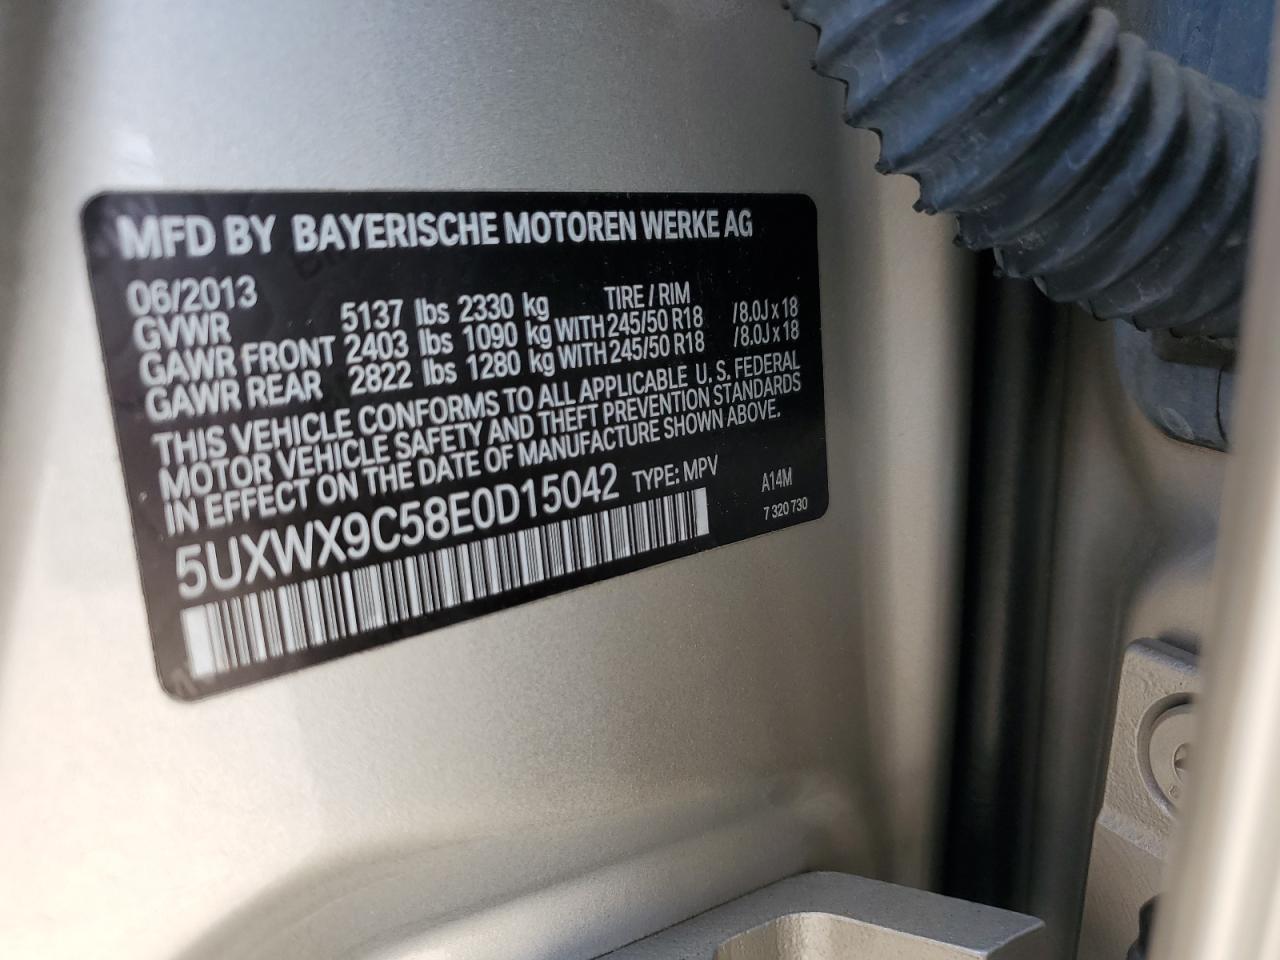 MFD BY BAYERISCHE MOTOREN WERKE AG
06/2013 TIRE / RIM
GVWR 5137 lbs 2330 kg
GAWR FRONT 2403 lbs 1090 kg WITH 245/50 R18 /8.0J x 18
GAWR REAR 2822 lbs 1280 kg WITH 245/50 R18 /8.0J x 18
THIS VEHICLE CONFORMS TO ALL APPLICABLE U. S. FEDERAL
MOTOR VEHICLE SAFETY AND THEFT PREVENTION STANDARDS
IN EFFECT ON THE DATE OF MANUFACTURE SHOWN ABOVE.
5UXWX9C58E0D15042 TYPE: MPV A14M
7 320 730